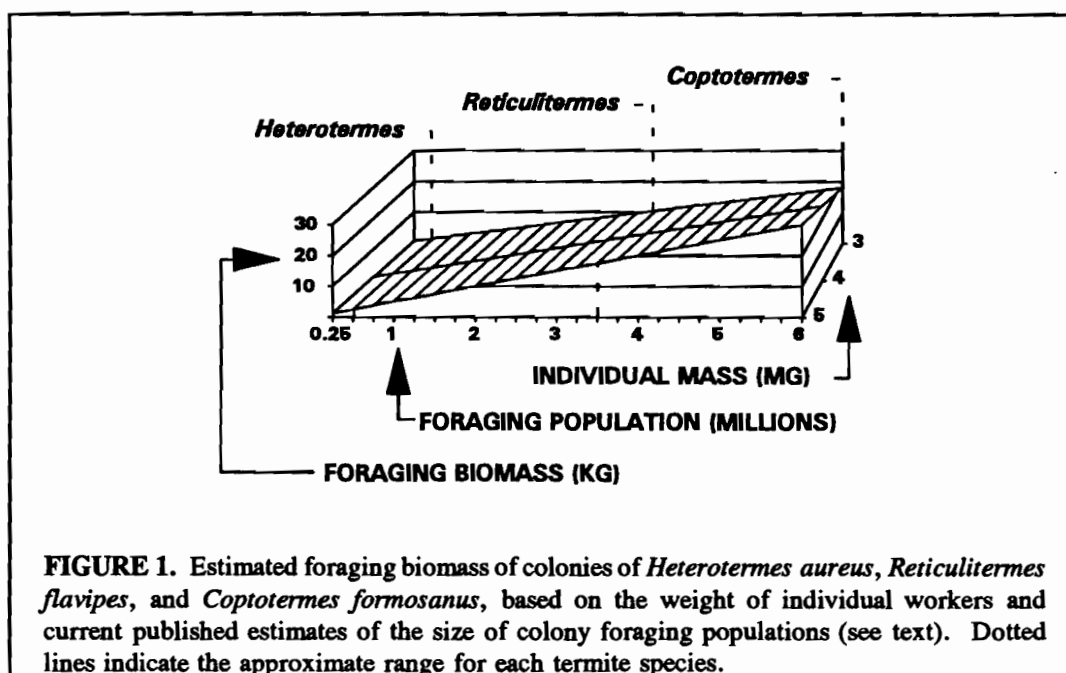 Coptotermes
Reticulitermes
Heterotermes
30
20
10
3
4
5
0.25 1 2 3 4 5 6
INDIVIDUAL MASS (MG)
FORAGING POPULATION (MILLIONS)
FORAGING BIOMASS (KG)
FIGURE 1. Estimated foraging biomass of colonies of Heterotermes aureus, Reticulitermes
flavipes, and Coptotermes formosanus, based on the weight of individual workers and
current published estimates of the size of colony foraging populations (see text). Dotted
lines indicate the approximate range for each termite species.